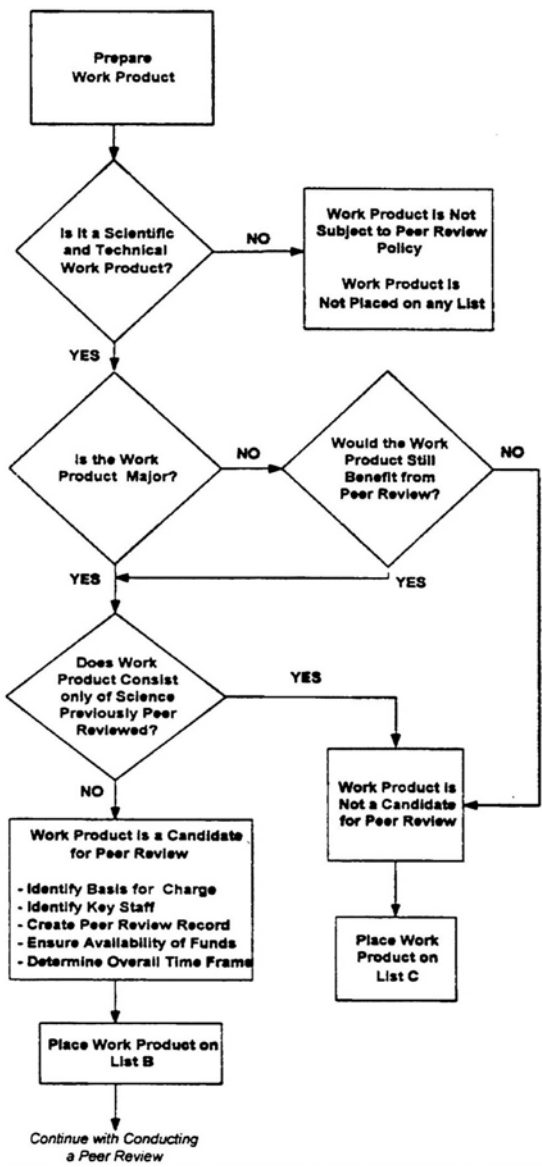 Prepare
Work Product
Is it a Scientific
and Technical
Work Product?
NO
Work Product is Not
Subject to Peer Review
Policy
Work Product is
Not Placed on any List
YES
Is the Work
Product Major?
NO
Would the Work
Product Still
Benefit from
Peer Review?
NO
YES
YES
Does Work
Product Consist
only of Science
Previously Peer
Reviewed?
YES
NO
Work Product is
Not a Candidate
for Peer Review
Work Product is a Candidate
for Peer Review
- Identify Basis for Charge
- Identify Key Staff
- Create Peer Review Record
- Ensure Availability of Funds
- Determine Overall Time Frame
Place Work
Product on
List C
Place Work Product on
List B
Continue with Conducting
a Peer Review